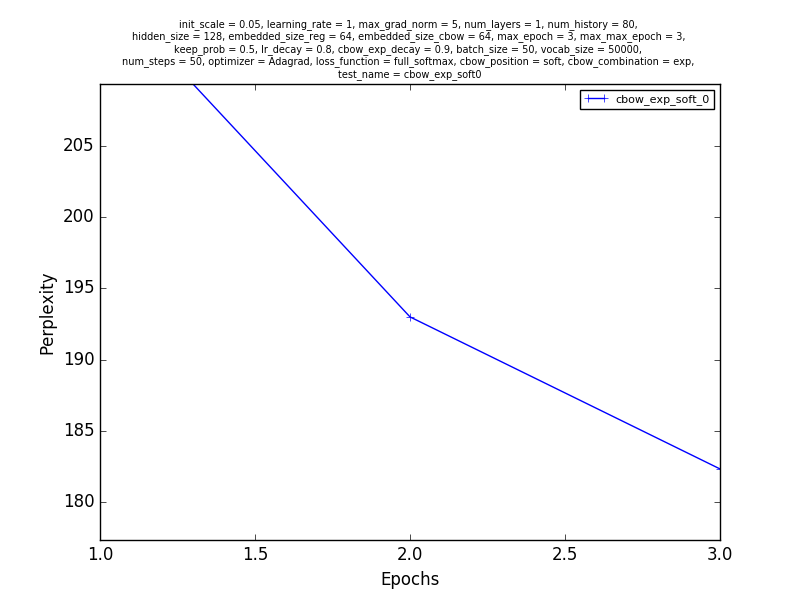 init_scale = 0.05, learning_rate = 1, max_grad_norm = 5, num_layers = 1, num_history = 80,
hidden_size = 128, embedded_size_reg = 64, embedded_size_cbow = 64, max_epoch = 3, max_max_epoch = 3,
keep_prob = 0.5, lr_decay = 0.8, cbow_exp_decay = 0.9, batch_size = 50, vocab_size = 50000,
num_steps = 50, optimizer = Adagrad, loss_function = full_softmax, cbow_position = soft, cbow_combination = exp,
test_name = cbow_exp_soft0
cbow_exp_soft_0
205
200
195
190
185
180
Perplexity
1.0 1.5 2.0 2.5 3.0
Epochs